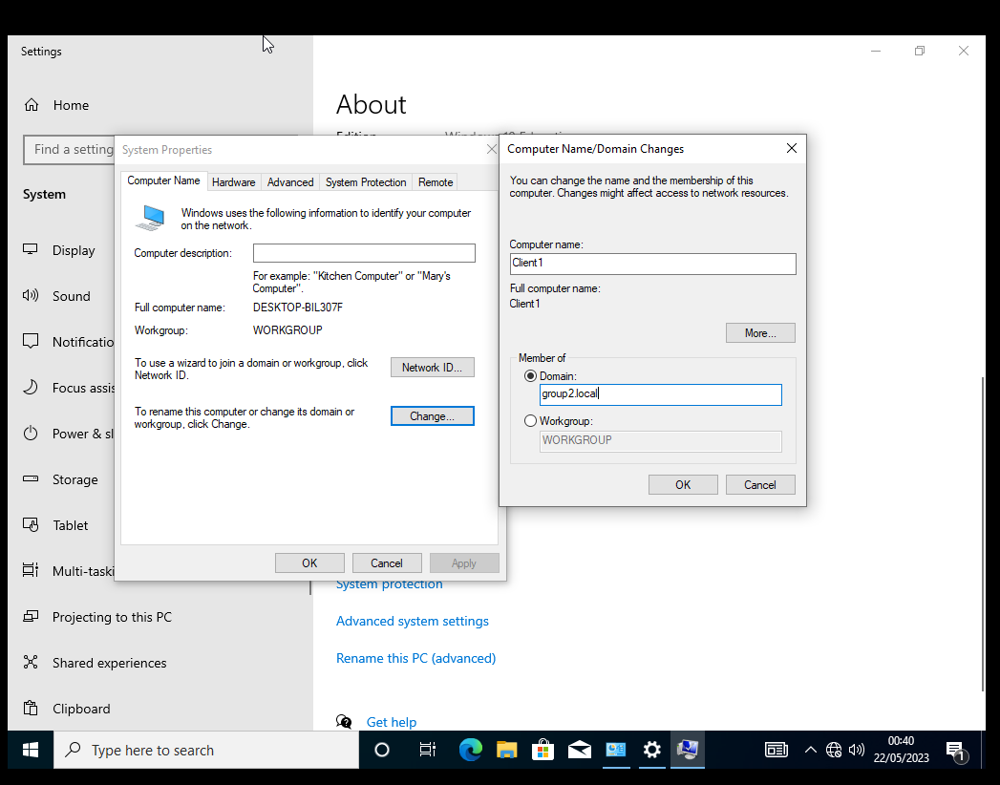 Settings
Home
Find a setting
System
Display
Sound
Notificatio
Focus assis
Power & sl
Storage
Tablet
Multi-taski
Projecting to this PC
Shared experiences
Clipboard
About
System Properties
Computer Name
Hardware
Advanced
System Protection
Remote
Windows uses the following information to identify your computer
on the network.
Computer description:
For example: "Kitchen Computer" or "Mary's
Computer".
Full computer name:
DESKTOP-BIL307F
Workgroup:
WORKGROUP
To use a wizard to join a domain or workgroup, click
Network ID.
Network ID...
To rename this computer or change its domain or
workgroup, click Change.
Change...
OK
Cancel
Apply
Computer Name/Domain Changes
You can change the name and the membership of this
computer. Changes might affect access to network resources.
Computer name:
Client1
Full computer name:
Client1
More...
Member of
Domain:
group2.local
Workgroup:
WORKGROUP
OK
Cancel
System protection
Advanced system settings
Rename this PC (advanced)
Get help
Type here to search
00:40
22/05/2023
1